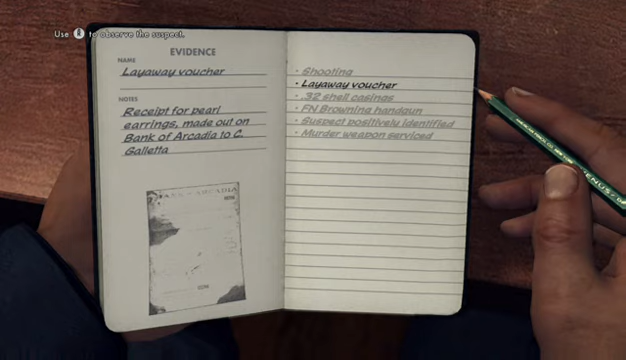 Use R to observe the suspect.
EVIDENCE
NAME
Layaway voucher
NOTES
Receipt for pearl
earrings, made out on
Bank of Arcadia to C.
Galletta
• Shooting
• Layaway voucher
• .32 shell casings
• FN Browning handgun
• Suspect positively identified
• Murder weapon serviced